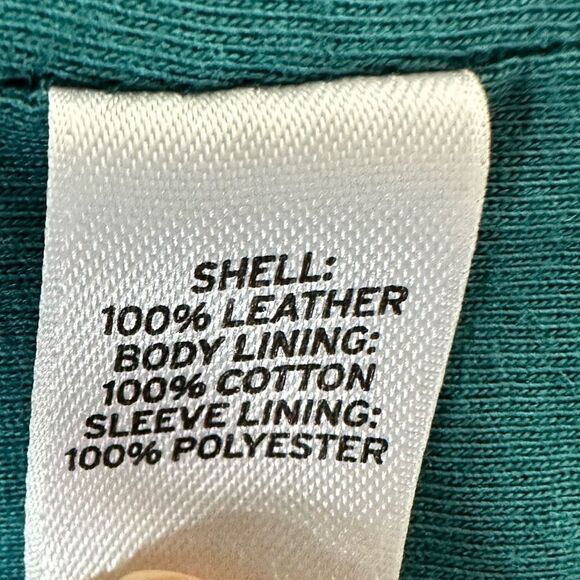 SHELL:
100% LEATHER
BODY LINING:
100% COTTON
SLEEVE LINING:
100% POLYESTER